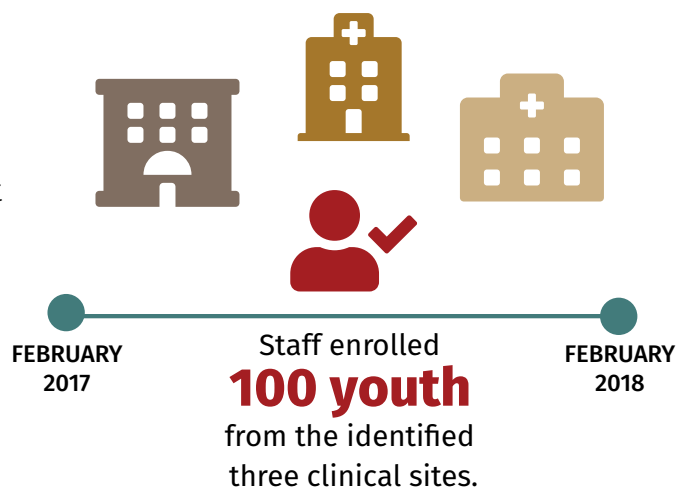 Staff enrolled
100 youth
from the identified
three clinical sites.
FEBRUARY
2017
FEBRUARY
2018